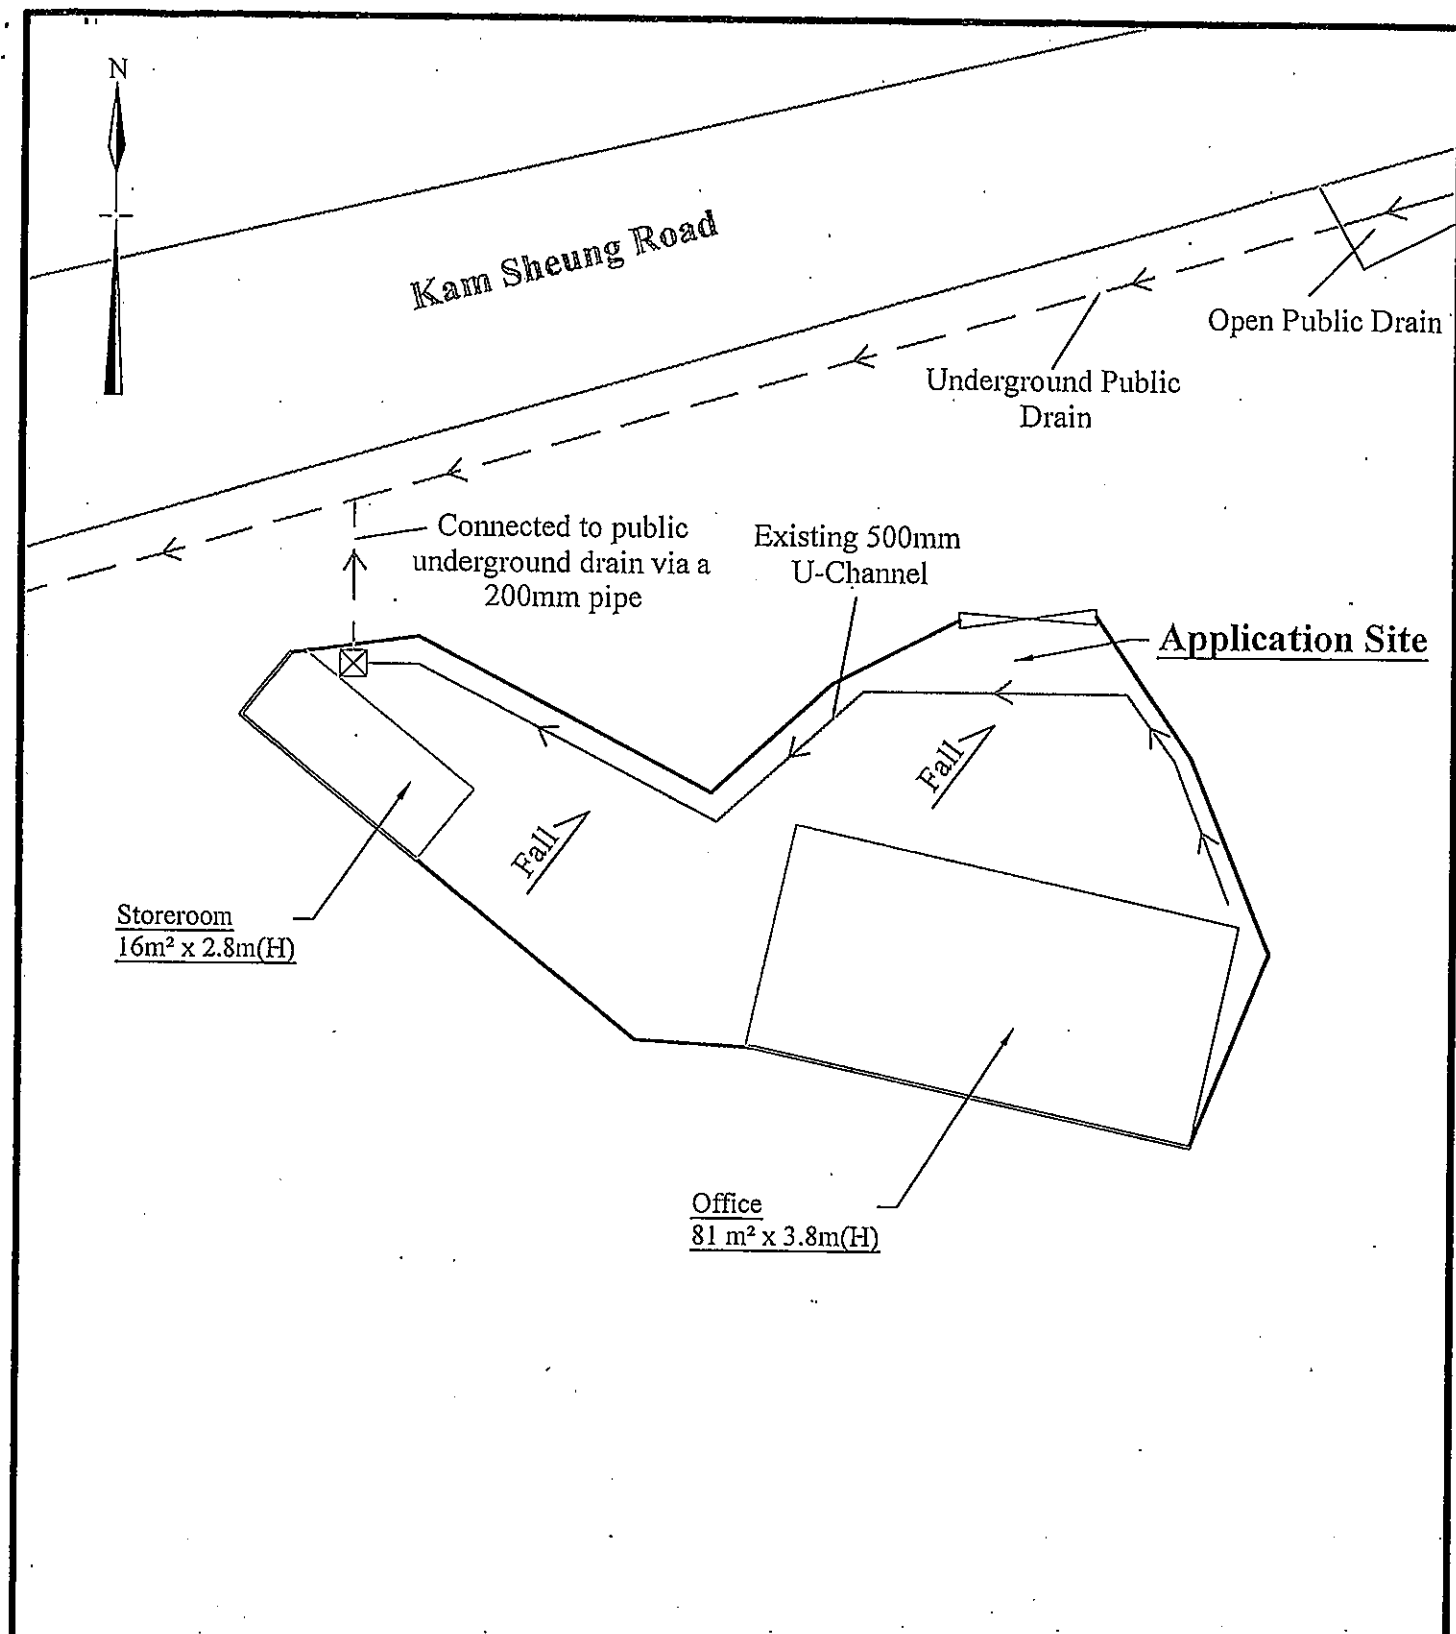 N
Kam Sheung Road
Open Public Drain
Underground Public
Drain
Connected to public
underground drain via a
200mm pipe
Existing 500mm
U-Channel
Application Site
Fall
Fall
Storeroom
16m² x 2.8m(H)
Office
81 m² x 3.8m(H)